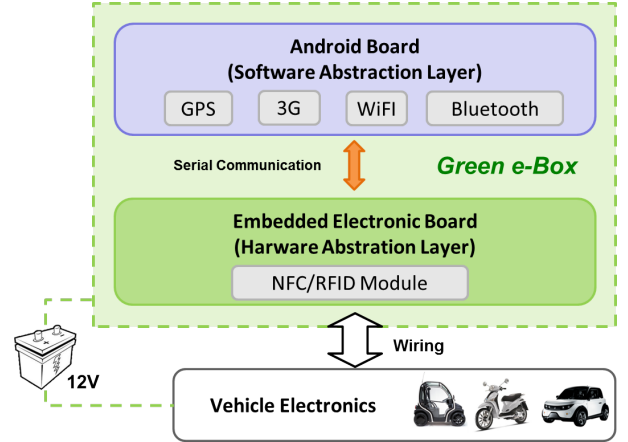 Android Board
(Software Abstraction Layer)
GPS 3G WiFI Bluetooth
Serial Communication
Green e-Box
Embedded Electronic Board
(Harware Abstration Layer)
NFC/RFID Module
Wiring
12V
Vehicle Electronics